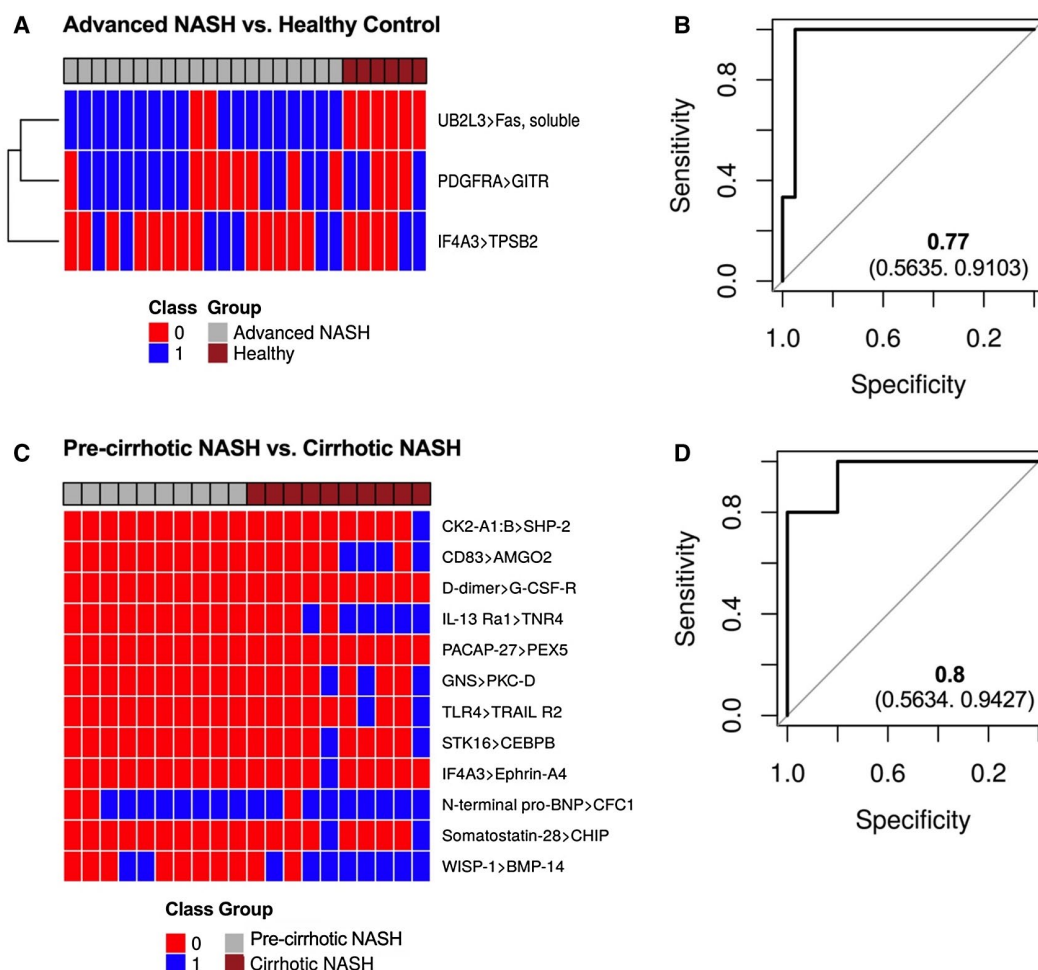 A Advanced NASH vs. Healthy Control
UB2L3>Fas, soluble
PDGFRA>GITR
IF4A3>TPSB2
Class Group
0 Advanced NASH
1 Healthy
B
Sensitivity
0.8
0.4
0.0
0.77
(0.5635. 0.9103)
1.0 0.6 0.2
Specificity
C Pre-cirrhotic NASH vs. Cirrhotic NASH
CK2-A1:B>SHP-2
CD83>AMGO2
D-dimer>G-CSF-R
IL-13 Ra1>TNR4
PACAP-27>PEX5
GNS>PKC-D
TLR4>TRAIL R2
STK16>CEBPB
IF4A3>Ephrin-A4
N-terminal pro-BNP>CFC1
Somatostatin-28>CHIP
WISP-1>BMP-14
Class Group
0 Pre-cirrhotic NASH
1 Cirrhotic NASH
D
Sensitivity
0.8
0.4
0.0
0.8
(0.5634. 0.9427)
1.0 0.6 0.2
Specificity